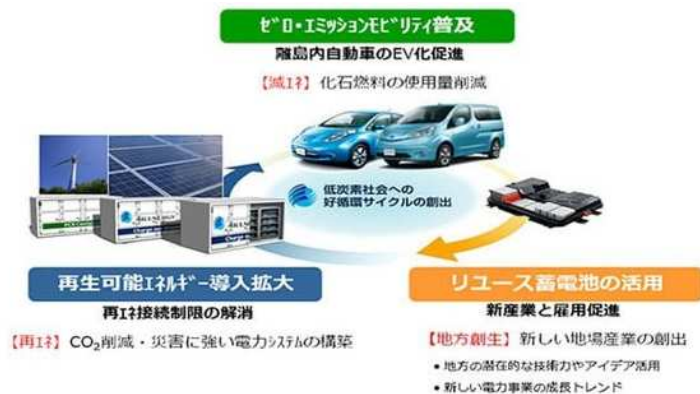 ｾﾞﾛ・ｴﾐｯｼｮﾝﾓﾋﾞﾘﾃｨ普及
離島内自動車のEV化促進
【減ｴﾈ】化石燃料の使用量削減
低炭素社会への
好循環サイクルの創出
再生可能ｴﾈﾙｷﾞｰ導入拡大
再ｴﾈ接続制限の解消
【再ｴﾈ】CO₂削減・災害に強い電力ｼｽﾃﾑの構築
リユース蓄電池の活用
新産業と雇用促進
【地方創生】新しい地場産業の創出
• 地方の潜在的な技術力やアイデア活用
• 新しい電力事業の成長トレンド